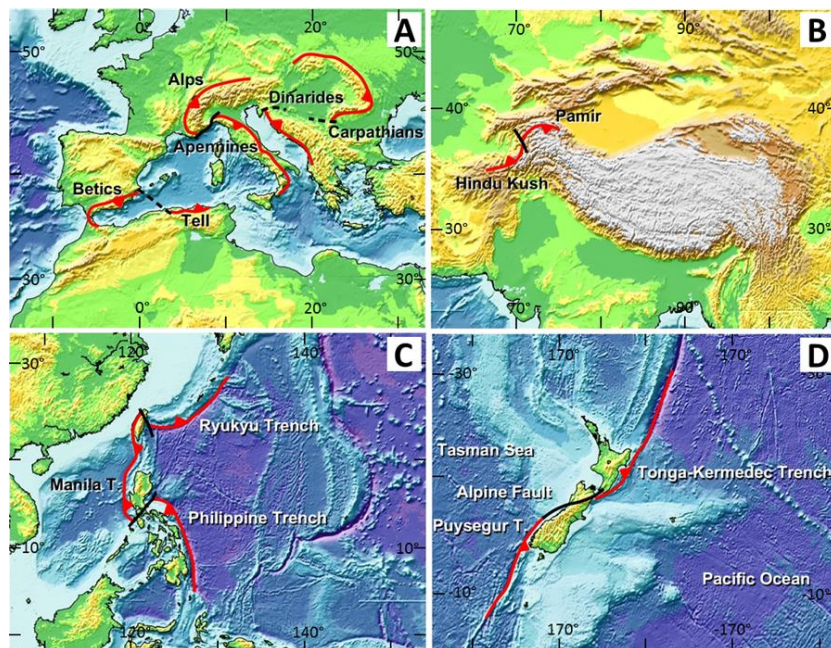 0°
20°
A
50°
50°
Alps
Dinarides
Carpathians
Apennines
Betics
Tell
30°
30°
0°
20°
70°
90°
B
40°
40°
Pamir
Hindu Kush
30°
30°
70°
90°
120°
140°
C
Ryukyu Trench
Manila T.
Philippine Trench
10°
10°
120°
140°
170°
-170°
D
-30°
-30°
Tasman Sea
Tonga-Kermedec Trench
Alpine Fault
Puysegur T.
Pacific Ocean
-10°
-10°
170°
-170°